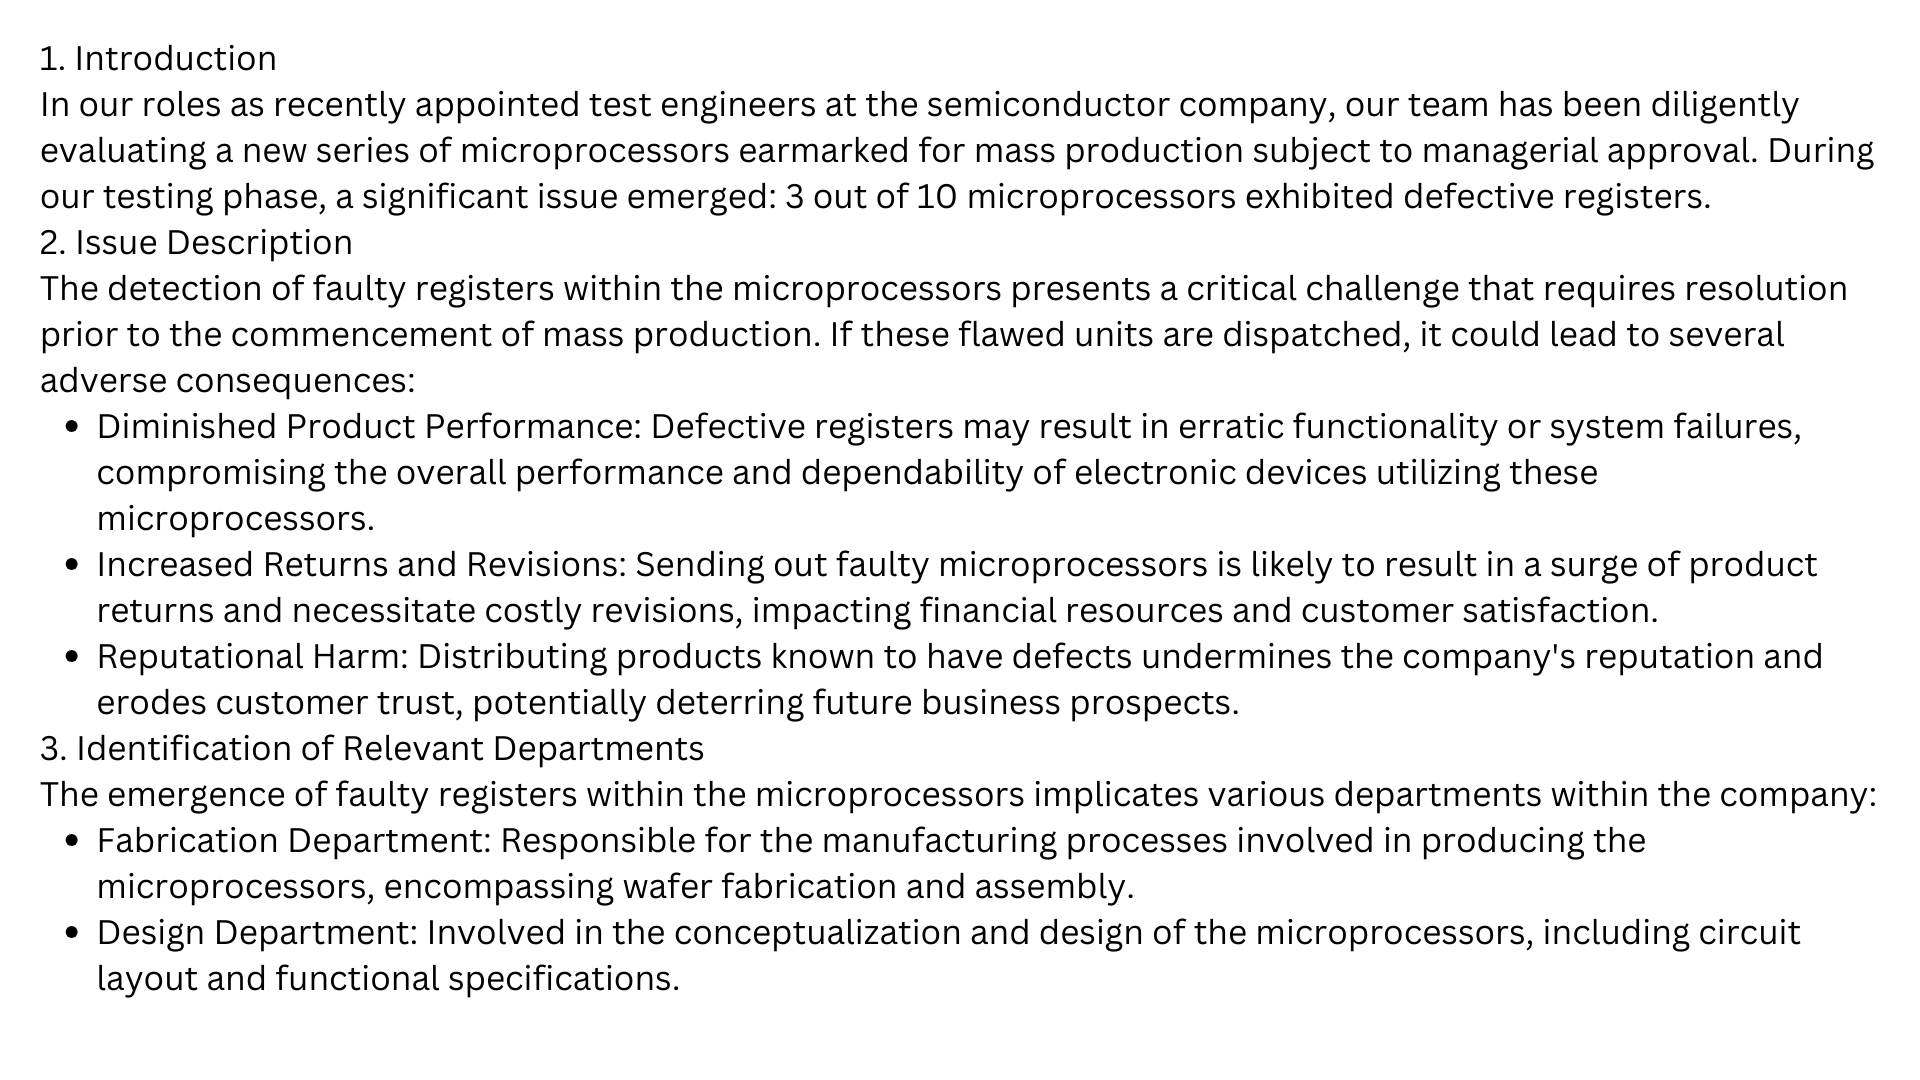 1. Introduction
In our roles as recently appointed test engineers at the semiconductor company, our team has been diligently
evaluating a new series of microprocessors earmarked for mass production subject to managerial approval. During
our testing phase, a significant issue emerged: 3 out of 10 microprocessors exhibited defective registers.
2. Issue Description
The detection of faulty registers within the microprocessors presents a critical challenge that requires resolution
prior to the commencement of mass production. If these flawed units are dispatched, it could lead to several
adverse consequences:
• Diminished Product Performance: Defective registers may result in erratic functionality or system failures,
compromising the overall performance and dependability of electronic devices utilizing these
microprocessors.
• Increased Returns and Revisions: Sending out faulty microprocessors is likely to result in a surge of product
returns and necessitate costly revisions, impacting financial resources and customer satisfaction.
• Reputational Harm: Distributing products known to have defects undermines the company's reputation and
erodes customer trust, potentially deterring future business prospects.
3. Identification of Relevant Departments
The emergence of faulty registers within the microprocessors implicates various departments within the company:
• Fabrication Department: Responsible for the manufacturing processes involved in producing the
microprocessors, encompassing wafer fabrication and assembly.
• Design Department: Involved in the conceptualization and design of the microprocessors, including circuit
layout and functional specifications.